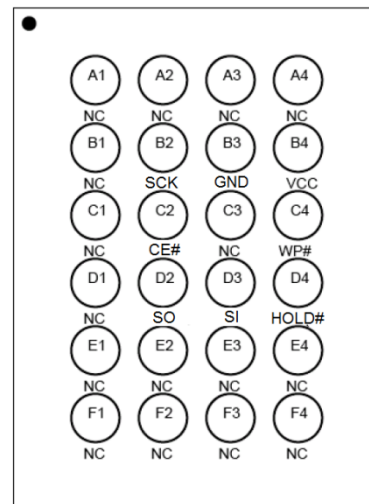 A1 A2 A3 A4
NC NC NC NC
B1 B2 B3 B4
NC SCK GND VCC
C1 C2 C3 C4
NC CE# NC WP#
D1 D2 D3 D4
NC SO SI HOLD#
E1 E2 E3 E4
NC NC NC NC
F1 F2 F3 F4
NC NC NC NC